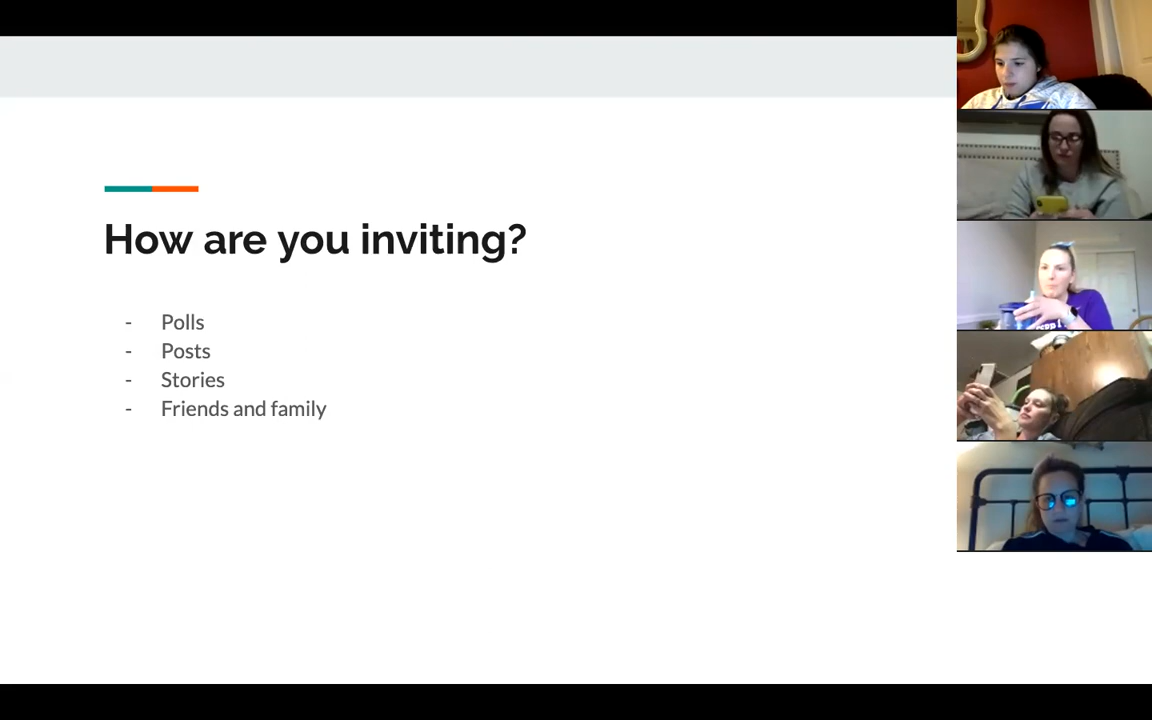 How are you inviting?
- Polls
- Posts
- Stories
- Friends and family